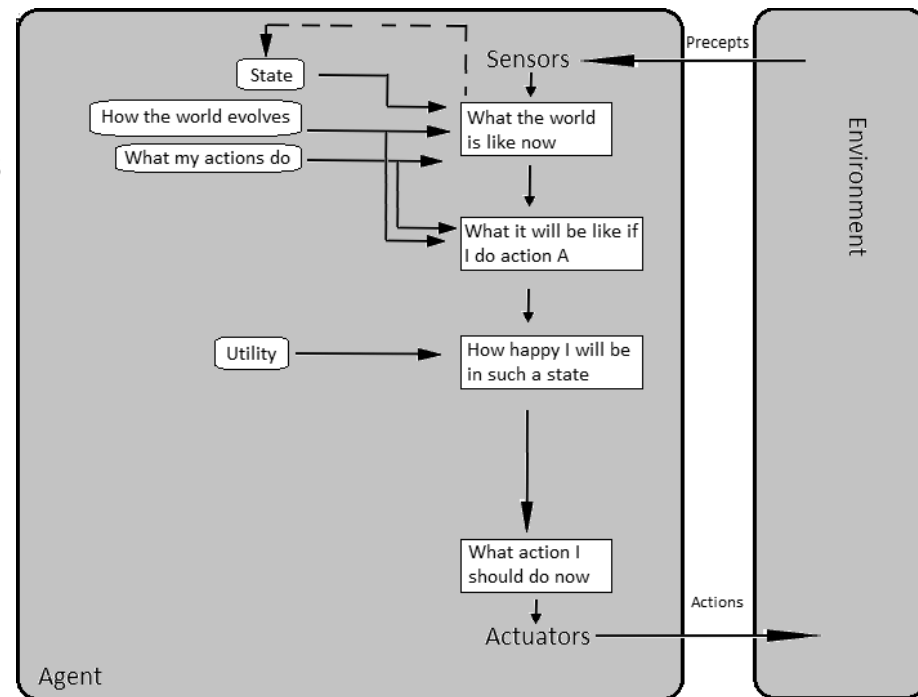 Precepts
Sensors
State
How the world evolves
What the world
is like now
What my actions do
Environment
What it will be like if
I do action A
Utility
How happy I will be
in such a state
What action I
should do now
Actions
Actuators
Agent